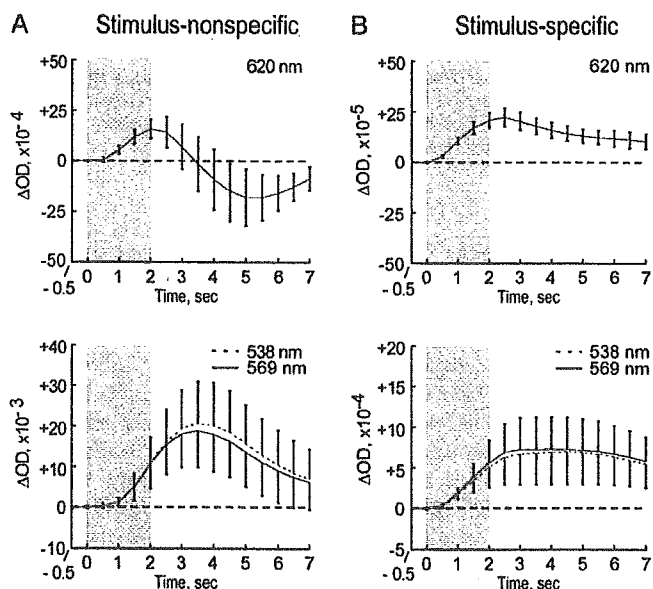 A Stimulus-nonspecific
B Stimulus-specific
+50
+25
0
-25
-50
ΔOD, x10⁻⁴
620 nm
-0.5
0 1 2 3 4 5 6 7
Time, sec
+50
+25
0
-25
-50
ΔOD, x10⁻⁵
620 nm
-0.5
0 1 2 3 4 5 6 7
Time, sec
+40
+30
+20
+10
0
-10
ΔOD, x10⁻³
538 nm
569 nm
-0.5
0 1 2 3 4 5 6 7
Time, sec
+20
+15
+10
+5
0
-5
ΔOD, x10⁻⁴
538 nm
569 nm
-0.5
0 1 2 3 4 5 6 7
Time, sec